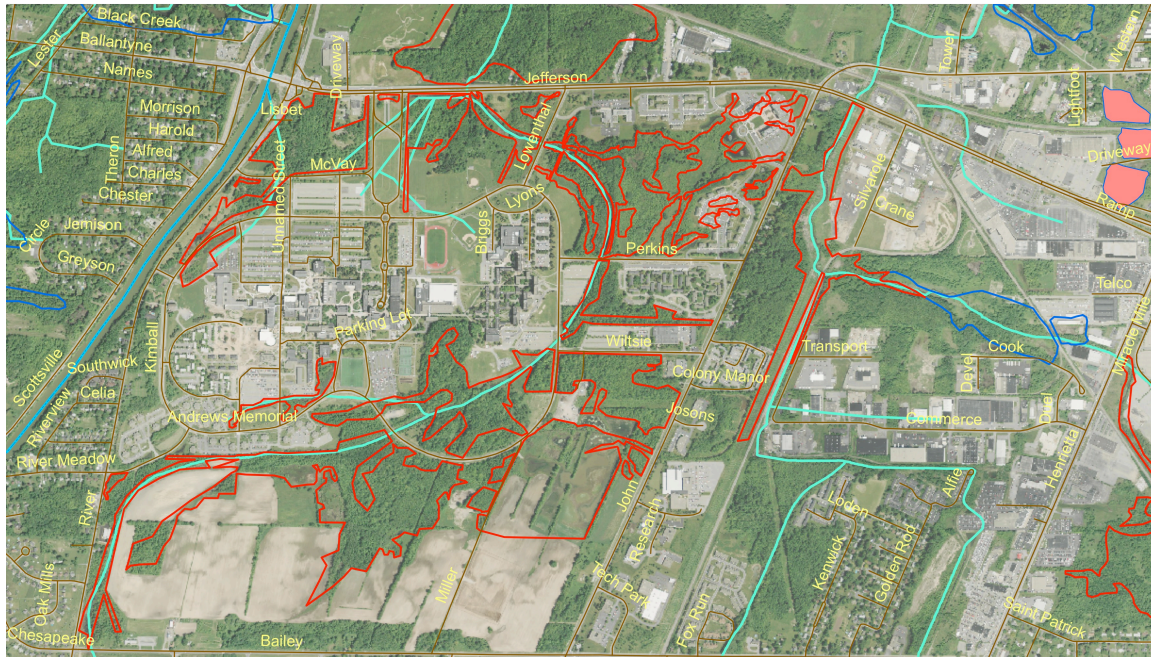 Black Creek
Lester
Ballantyne
Names
Driveway
Jefferson
Tower
Western
Lightfoot
Morrison
Lisbet
Harold
Theron
Alfred
Charles
Chester
McVay
Lowenthal
Driveway
Silvarole
Crane
Ramp
Unnamed Street
Lyons
Briggs
Circle
Jemison
Greyson
Perkins
Telco
Kimball
Parking Lot
Wiltsie
Transport
Cook
Miracle Mile
Scottsville
Southwick
Riverview
Celia
Colony Manor
Devel
Duel
Andrews Memorial
Josons
Commerce
River Meadow
River
John
Henrietta
Alfie
Research
Loden
Golden Rod
Kenwick
Oak Mills
Miller
Tech Park
Fox Run
Saint Patrick
Chesapeake
Bailey